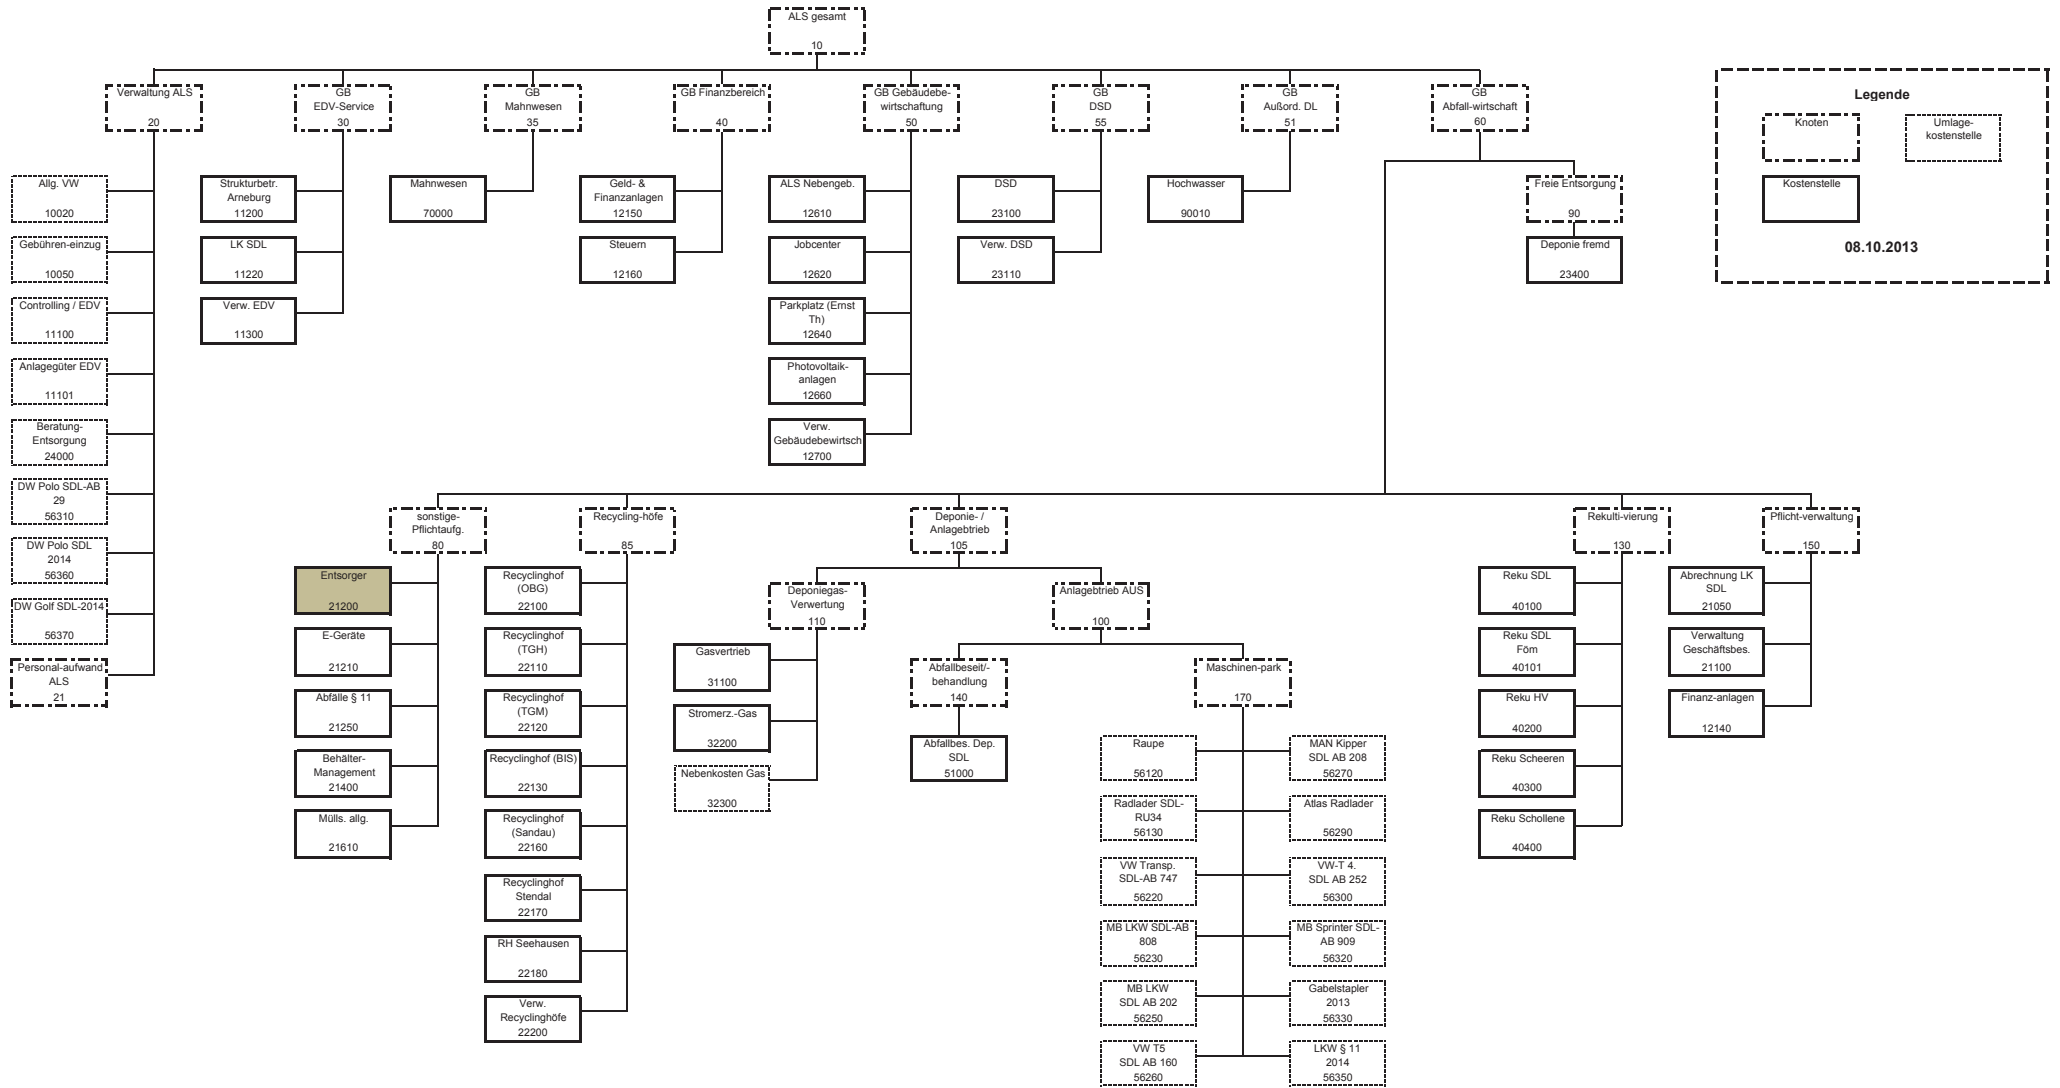 ALS gesamt
10
Verwaltung ALS
20
GB
EDV-Service
30
GB
Mahnwesen
35
GB Finanzbereich
40
GB Gebäudebe-
wirtschaftung
50
GB
DSD
55
GB
Außord. DL
51
GB
Abfall-wirtschaft
60
Legende
Knoten
Umlage-
kostenstelle
Kostenstelle
08.10.2013
Allg. VW
10020
Gebühren-einzug
10050
Controlling / EDV
11100
Anlagegüter EDV
11101
Beratung-
Entsorgung
24000
DW Polo SDL-AB
29
56310
DW Polo SDL
2014
56360
DW Golf SDL-2014
56370
Personal-aufwand
ALS
21
Strukturbetr.
Arneburg
11200
LK SDL
11220
Verw. EDV
11300
Mahnwesen
70000
Geld- &
Finanzanlagen
12150
Steuern
12160
ALS Nebengeb.
12610
Jobcenter
12620
Parkplatz (Ernst
Th)
12640
Photovoltaik-
anlagen
12660
Verw.
Gebäudebewirtsch
12700
DSD
23100
Verw. DSD
23110
Hochwasser
90010
Freie Entsorgung
90
Deponie fremd
23400
sonstige-
Pflichtaufg.
80
Entsorger
21200
E-Geräte
21210
Abfälle § 11
21250
Behälter-
Management
21400
Mülls. allg.
21610
Recycling-höfe
85
Recyclinghof
(OBG)
22100
Recyclinghof
(TGH)
22110
Recyclinghof
(TGM)
22120
Recyclinghof (BIS)
22130
Recyclinghof
(Sandau)
22160
Recyclinghof
Stendal
22170
RH Seehausen
22180
Verw.
Recyclinghöfe
22200
Deponie- /
Anlagebtrieb
105
Deponiegas-
Verwertung
110
Gasvertrieb
31100
Stromerz.-Gas
32200
Nebenkosten Gas
32300
Anlagebtrieb AUS
100
Abfallbeseit/-
behandlung
140
Abfallbes. Dep.
SDL
51000
Maschinen-park
170
Raupe
56120
MAN Kipper
SDL AB 208
56270
Radlader SDL-
RU34
56130
Atlas Radlader
56290
VW Transp.
SDL-AB 747
56220
VW-T 4.
SDL AB 252
56300
MB LKW SDL-AB
808
56230
MB Sprinter SDL-
AB 909
56320
MB LKW
SDL AB 202
56250
Gabelstapler
2013
56330
VW T5
SDL AB 160
56260
LKW § 11
2014
56350
Rekulti-vierung
130
Reku SDL
40100
Reku SDL
Föm
40101
Reku HV
40200
Reku Scheeren
40300
Reku Schollene
40400
Pflicht-verwaltung
150
Abrechnung LK
SDL
21050
Verwaltung
Geschäftsbes.
21100
Finanz-anlagen
12140